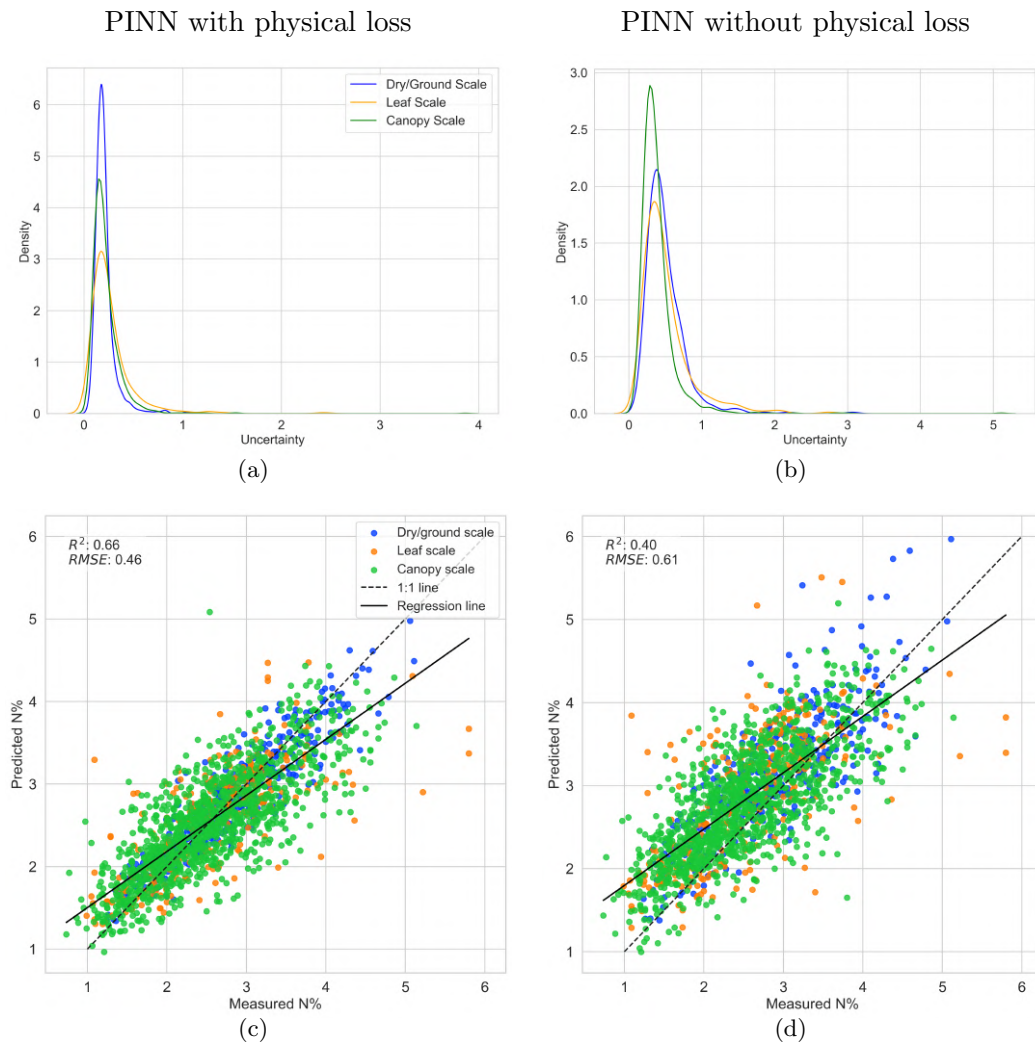 PINN with physical loss
PINN without physical loss
Dry/Ground Scale
Leaf Scale
Canopy Scale
6
5
4
3
2
1
0
Density
0 1 2 3 4
Uncertainty
(a)
3.0
2.5
2.0
1.5
1.0
0.5
0.0
Density
0 1 2 3 4 5
Uncertainty
(b)
R²: 0.66
RMSE: 0.46
Dry/ground scale
Leaf scale
Canopy scale
1:1 line
Regression line
6
5
4
3
2
1
Predicted N%
1 2 3 4 5 6
Measured N%
(c)
R²: 0.40
RMSE: 0.61
6
5
4
3
2
1
Predicted N%
1 2 3 4 5 6
Measured N%
(d)